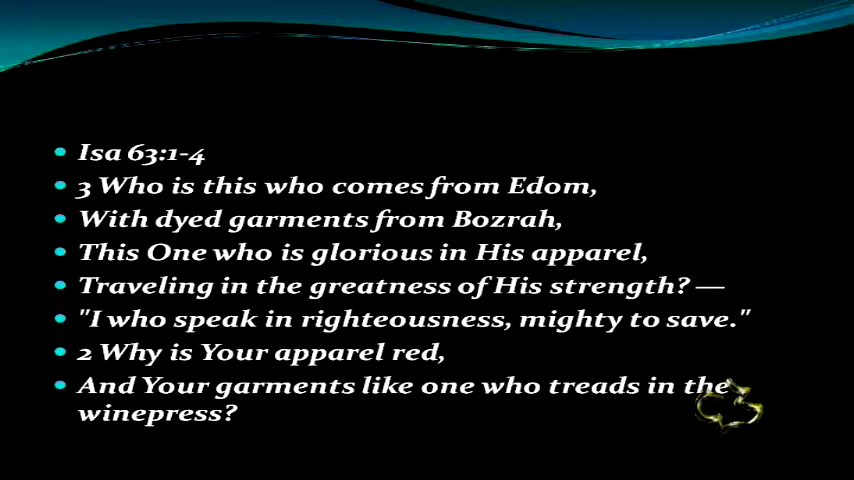 Isa 63:1-4
3 Who is this who comes from Edom,
With dyed garments from Bozrah,
This One who is glorious in His apparel,
Traveling in the greatness of His strength? —
"I who speak in righteousness, mighty to save."
2 Why is Your apparel red,
And Your garments like one who treads in the
winepress?